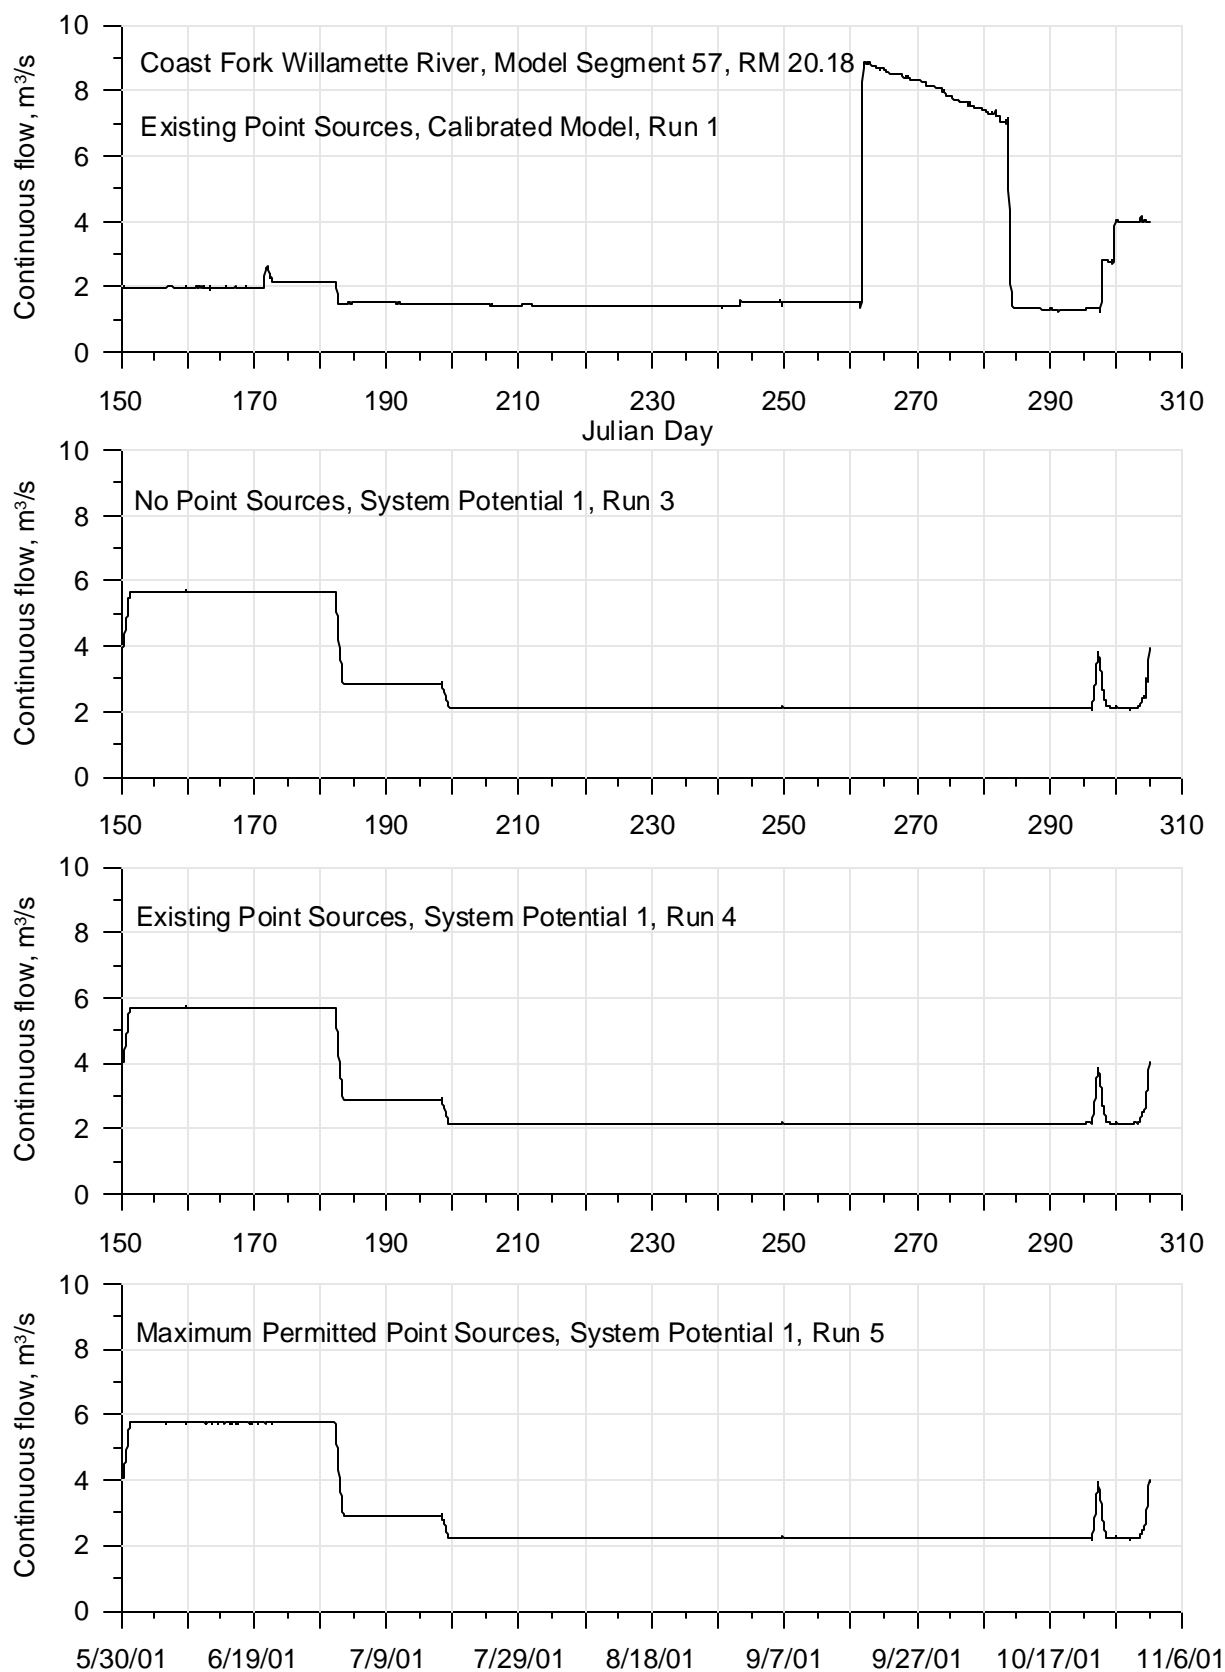 10
8
6
4
2
0
Continuous flow, m³/s
Coast Fork Willamette River, Model Segment 57, RM 20.18
Existing Point Sources, Calibrated Model, Run 1
150 170 190 210 230 250 270 290 310
Julian Day
10
8
6
4
2
0
Continuous flow, m³/s
No Point Sources, System Potential 1, Run 3
150 170 190 210 230 250 270 290 310
10
8
6
4
2
0
Continuous flow, m³/s
Existing Point Sources, System Potential 1, Run 4
150 170 190 210 230 250 270 290 310
10
8
6
4
2
0
Continuous flow, m³/s
Maximum Permitted Point Sources, System Potential 1, Run 5
5/30/01 6/19/01 7/9/01 7/29/01 8/18/01 9/7/01 9/27/01 10/17/01 11/6/01